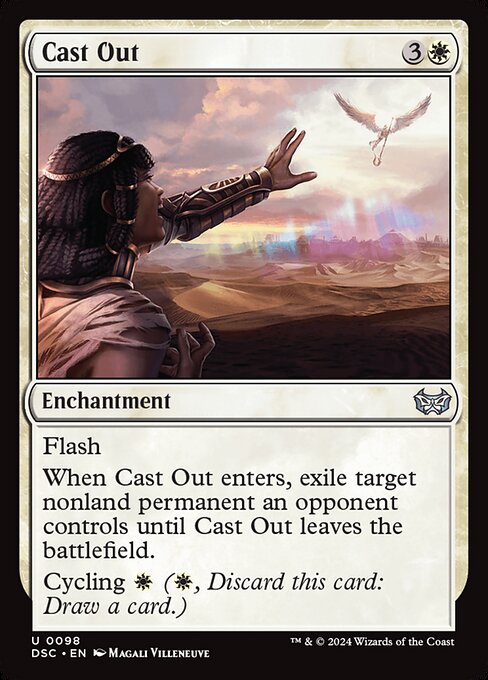 Cast Out 3
Enchantment
Flash
When Cast Out enters, exile target
nonland permanent an opponent
controls until Cast Out leaves the
battlefield.
Cycling (, Discard this card:
Draw a card.)
U 0098 ™ & © 2024 Wizards of the Coast
DSC • EN Magali Villeneuve